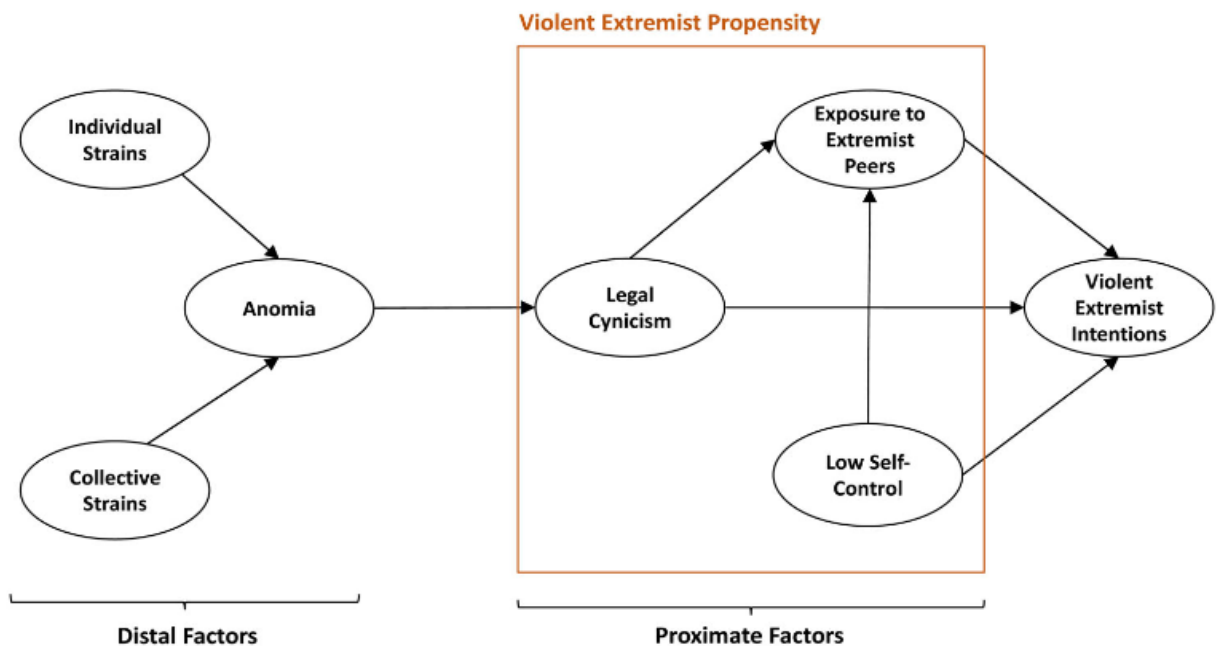 Violent Extremist Propensity
Individual
Strains
Exposure to
Extremist
Peers
Anomia
Legal
Cynicism
Violent
Extremist
Intentions
Collective
Strains
Low Self-
Control
Distal Factors
Proximate Factors